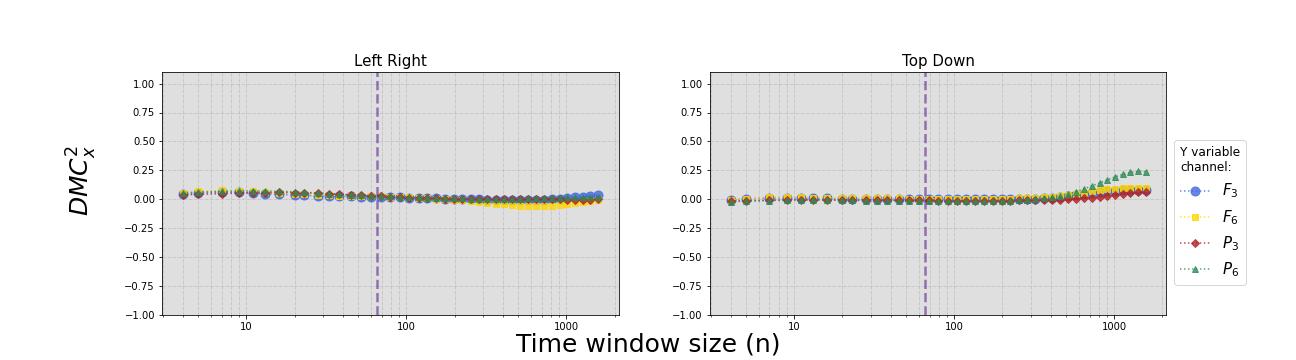 Left Right
Top Down
1.00
0.75
0.50
0.25
0.00
−0.25
−0.50
−0.75
−1.00
10
100
1000
1.00
0.75
0.50
0.25
0.00
−0.25
−0.50
−0.75
−1.00
10
100
1000
DMC²ₓ
Time window size (n)
Y variable
channel:
F₃
F₆
P₃
P₆